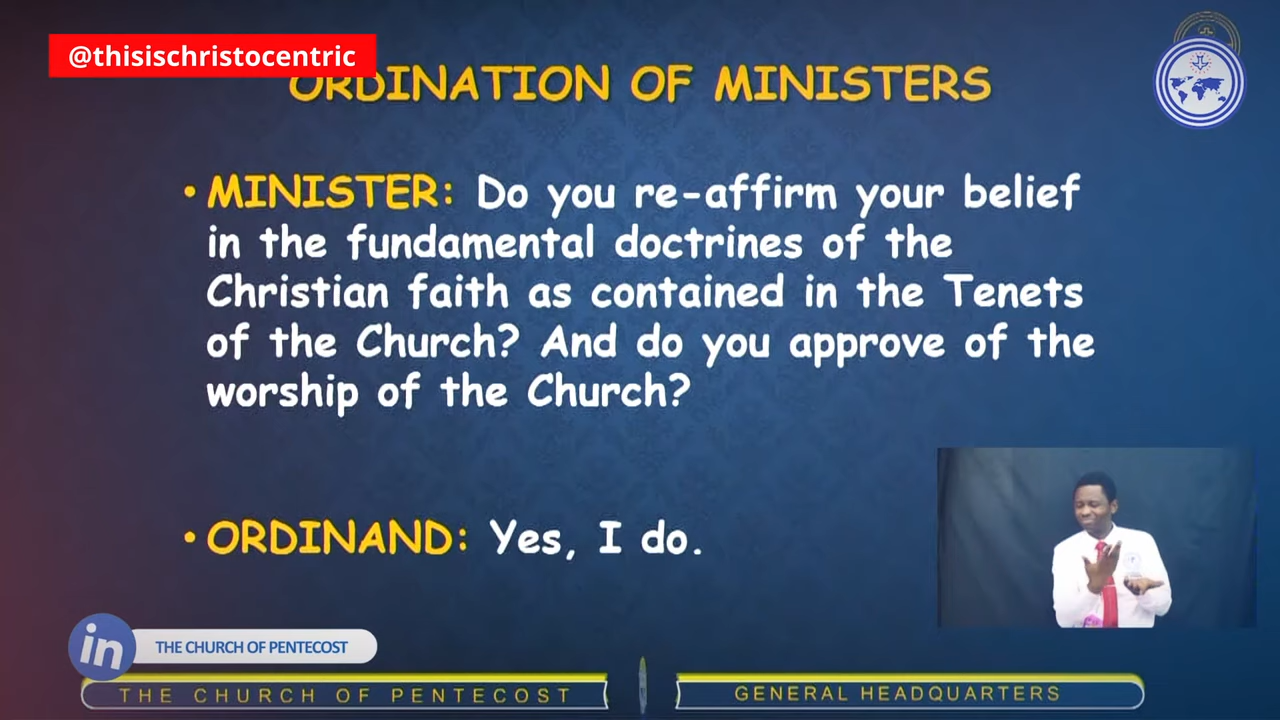 @thisischristocentric
ORDINATION OF MINISTERS
• MINISTER: Do you re-affirm your belief
in the fundamental doctrines of the
Christian faith as contained in the Tenets
of the Church? And do you approve of the
worship of the Church?
• ORDINAND: Yes, I do.
in THE CHURCH OF PENTECOST
THE CHURCH OF PENTECOST
GENERAL HEADQUARTERS